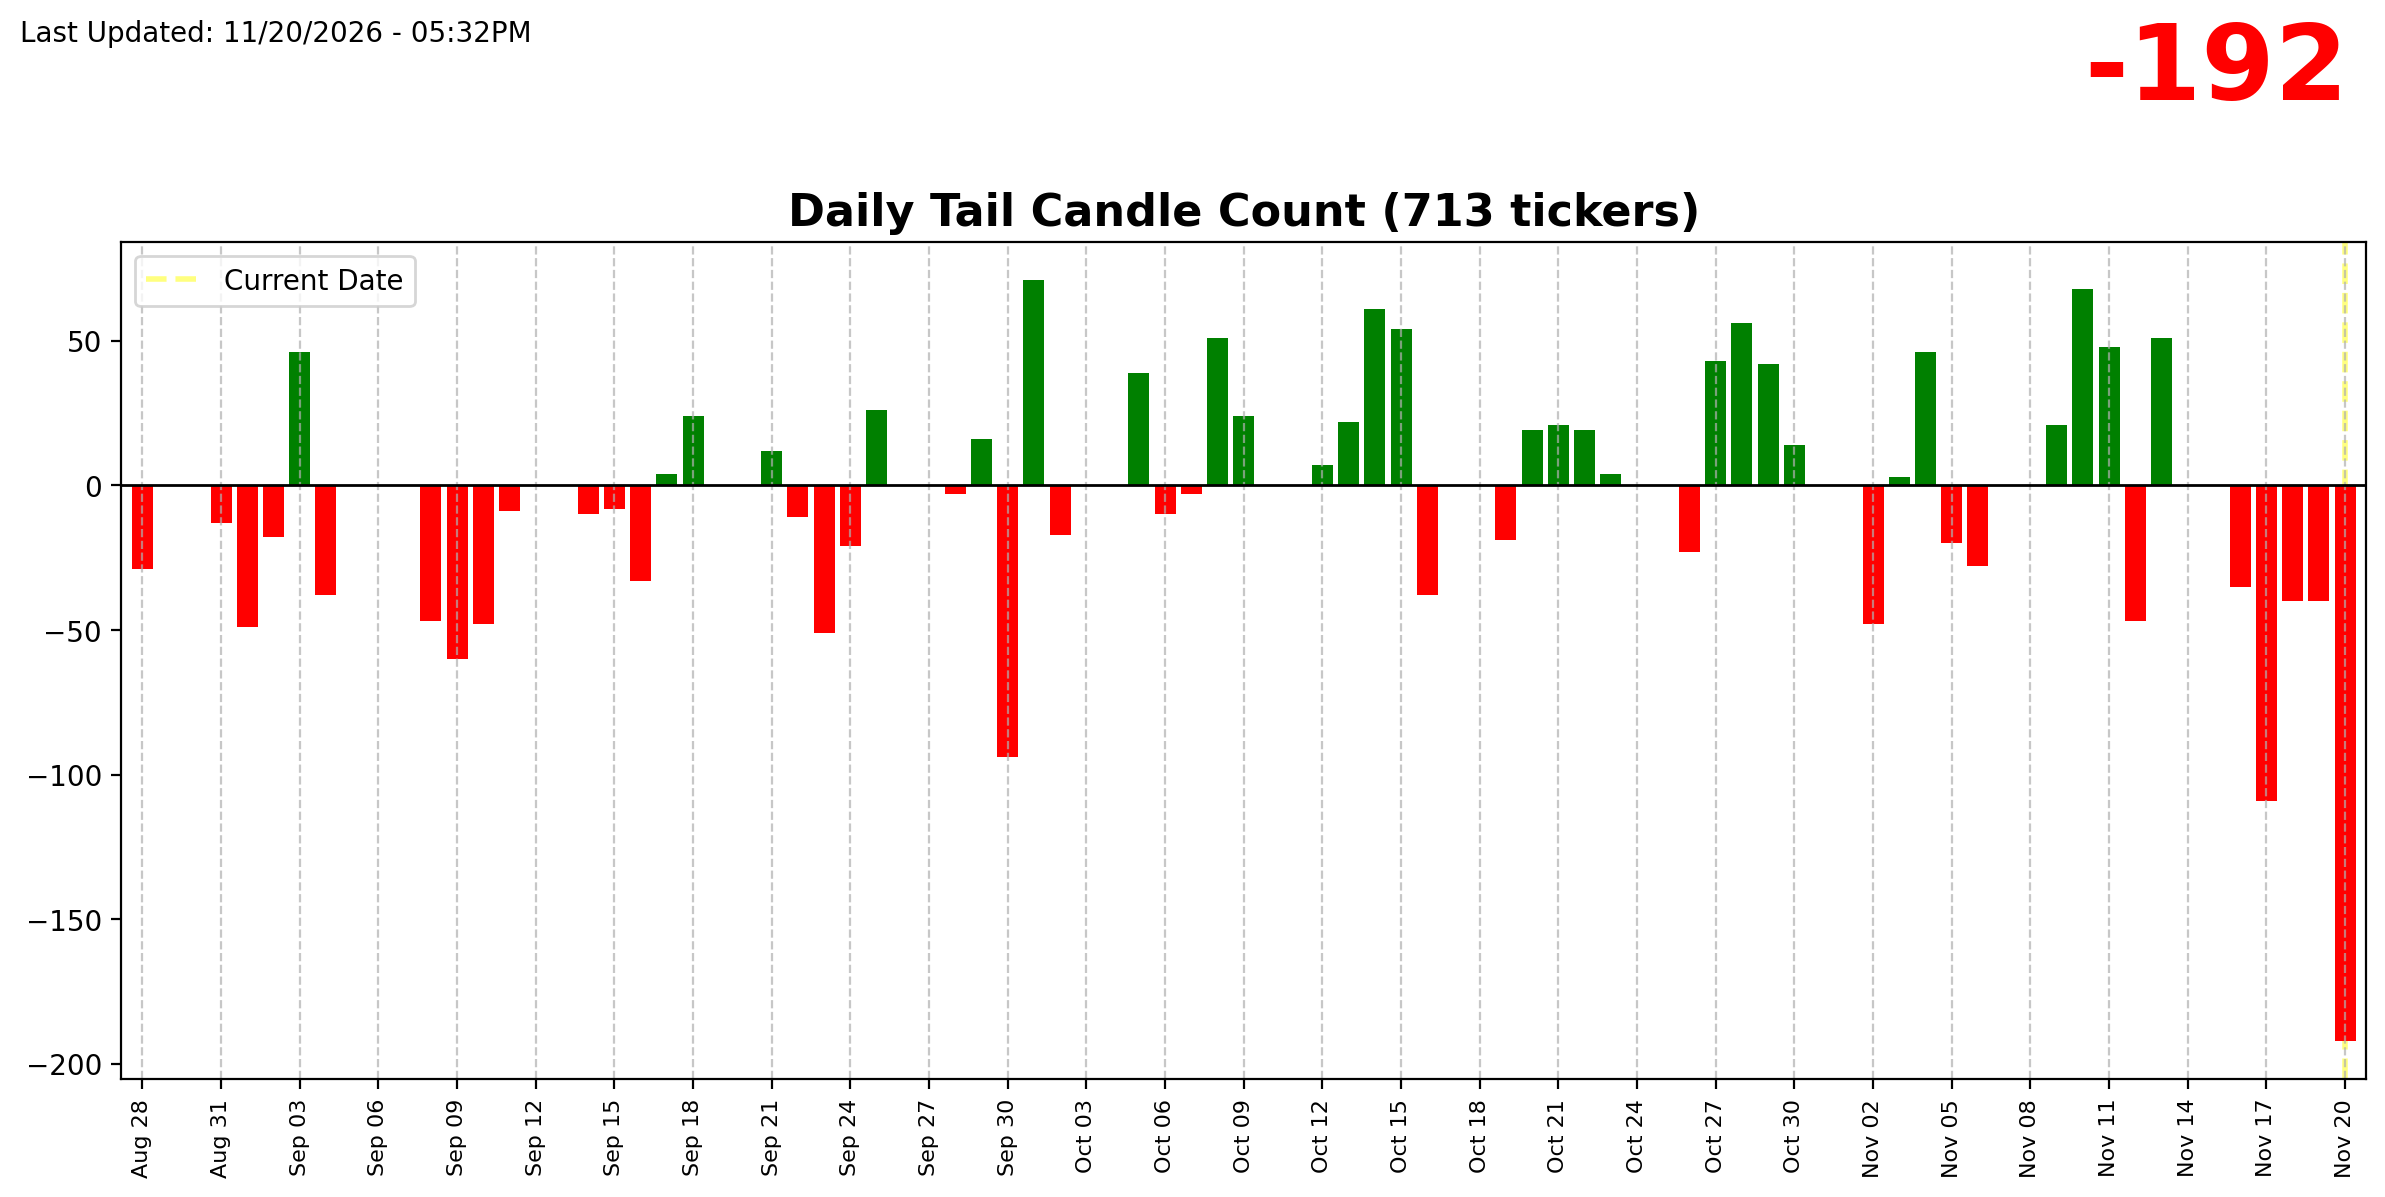 Last Updated: 11/20/2026 - 05:32PM
-192
Daily Tail Candle Count (713 tickers)
Current Date
50
0
−50
−100
−150
−200
Aug 28
Aug 31
Sep 03
Sep 06
Sep 09
Sep 12
Sep 15
Sep 18
Sep 21
Sep 24
Sep 27
Sep 30
Oct 03
Oct 06
Oct 09
Oct 12
Oct 15
Oct 18
Oct 21
Oct 24
Oct 27
Oct 30
Nov 02
Nov 05
Nov 08
Nov 11
Nov 14
Nov 17
Nov 20